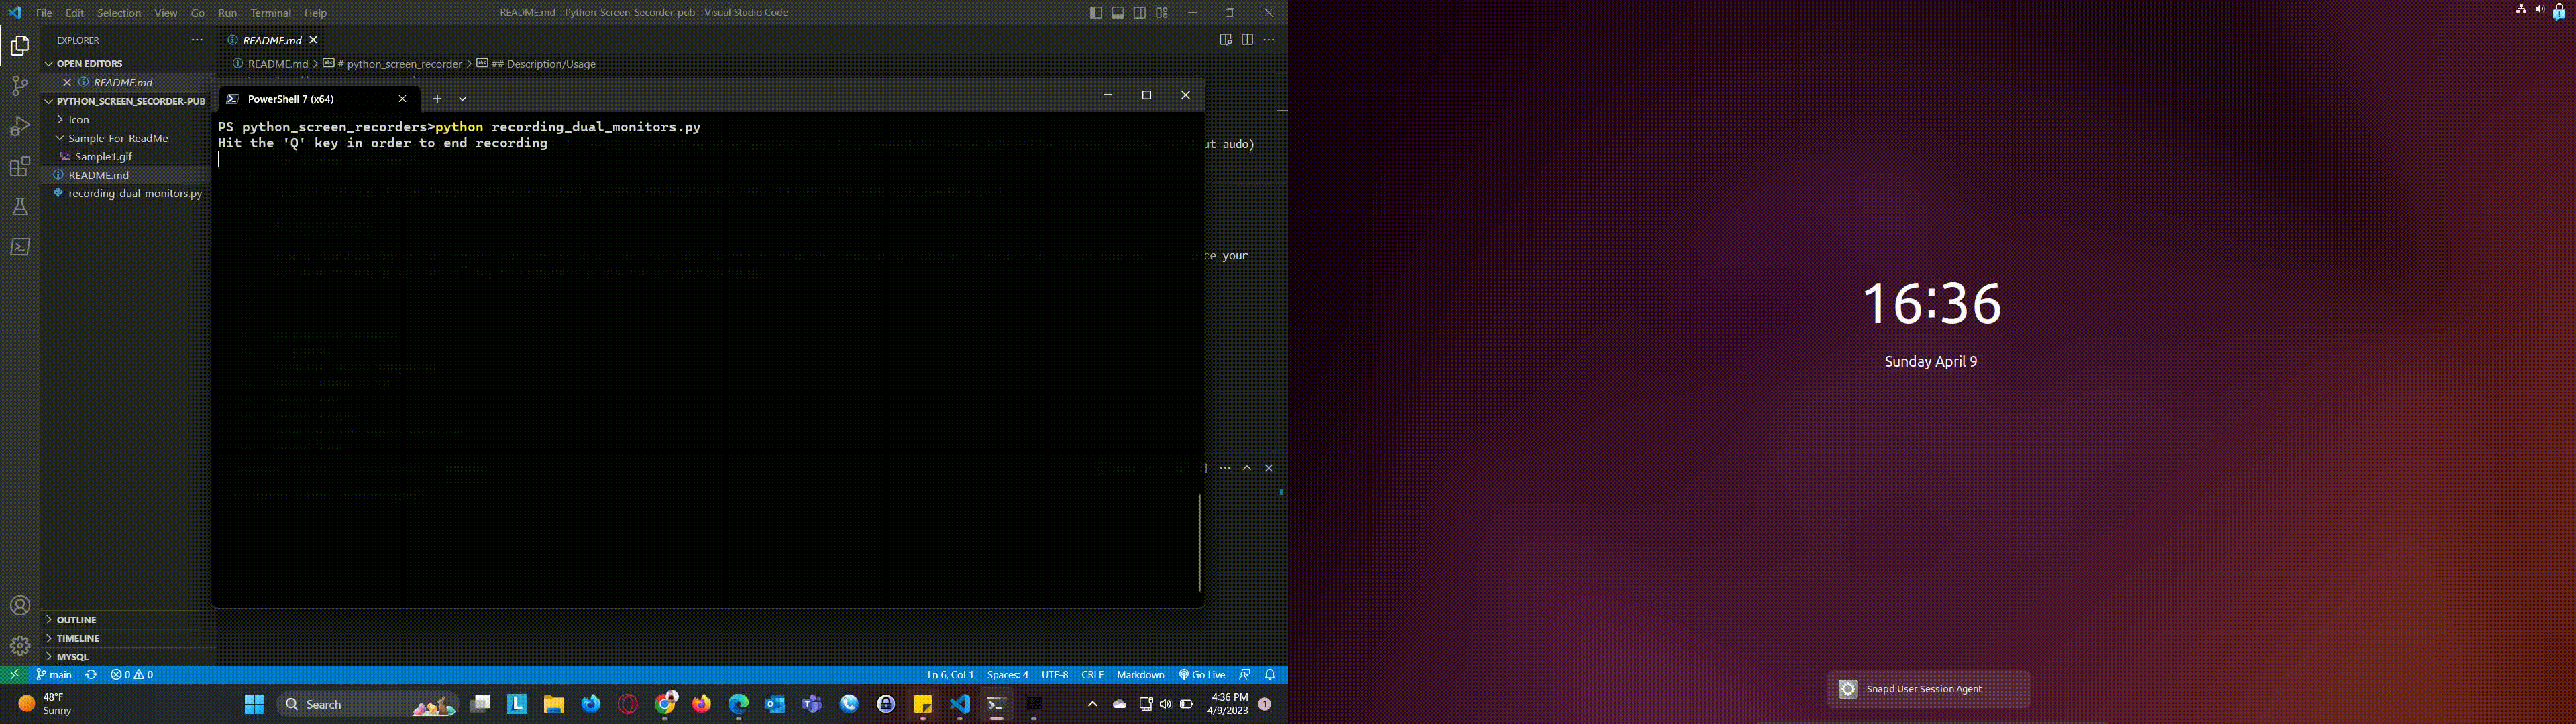 File Edit Selection View Go Run Terminal Help
README.md - Python_Screen_Secorder-pub - Visual Studio Code
EXPLORER
README.md
OPEN EDITORS
README.md > # python_screen_recorder > ## Description/Usage
README.md
PYTHON_SCREEN_SECORDER-PUB
Icon
Sample_For_ReadMe
Sample1.gif
README.md
recording_dual_monitors.py
PowerShell 7 (x64)
PS python_screen_recorders>python recording_dual_monitors.py
Hit the 'Q' key in order to end recording
ut audo)
ce your
OUTLINE
TIMELINE
MYSQL
main 0 0
Ln 6, Col 1 Spaces: 4 UTF-8 CRLF Markdown Go Live
48°F
Sunny
Search
4:36 PM
4/9/2023
1
16:36
Sunday April 9
Snapd User Session Agent